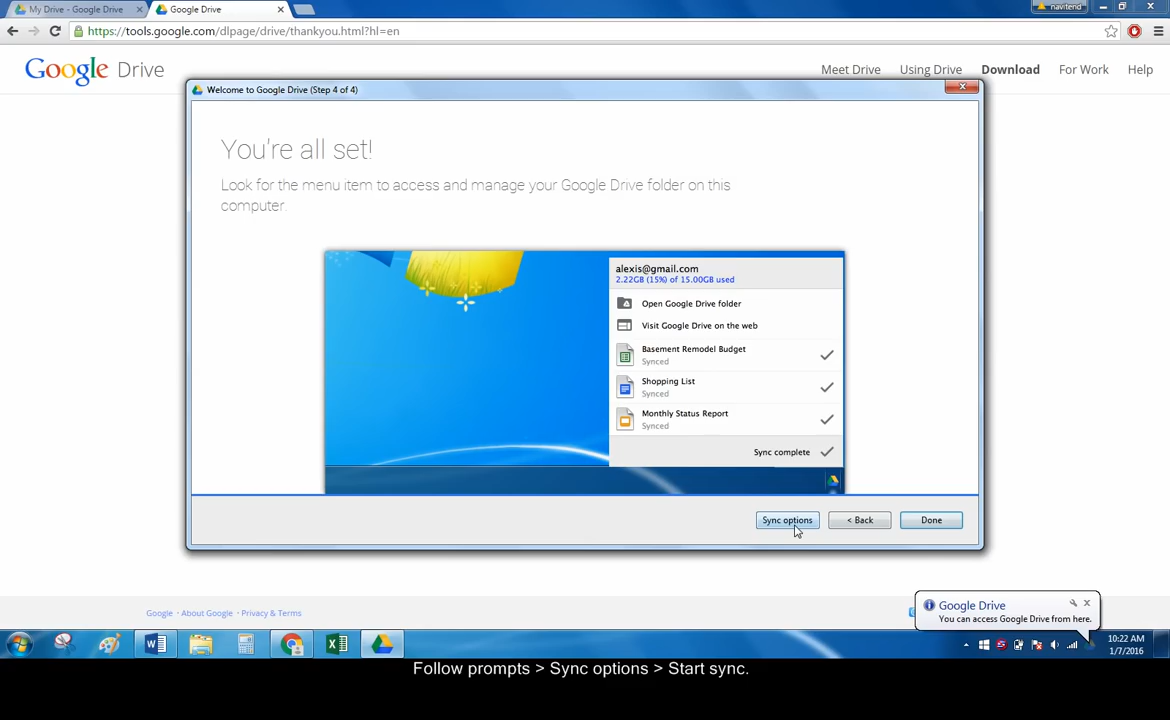 My Drive - Google Drive
Google Drive
navitend
https://tools.google.com/dlpage/drive/thankyou.html?hl=en
Google Drive
Meet Drive
Using Drive
Download
For Work
Help
Welcome to Google Drive (Step 4 of 4)
You're all set!
Look for the menu item to access and manage your Google Drive folder on this
computer.
alexis@gmail.com
2.22GB (15%) of 15.00GB used
Open Google Drive folder
Visit Google Drive on the web
Basement Remodel Budget
Synced
Shopping List
Synced
Monthly Status Report
Synced
Sync complete
Sync options
< Back
Done
Google · About Google · Privacy & Terms
Google Drive
You can access Google Drive from here.
10:22 AM
1/7/2016
Follow prompts > Sync options > Start sync.